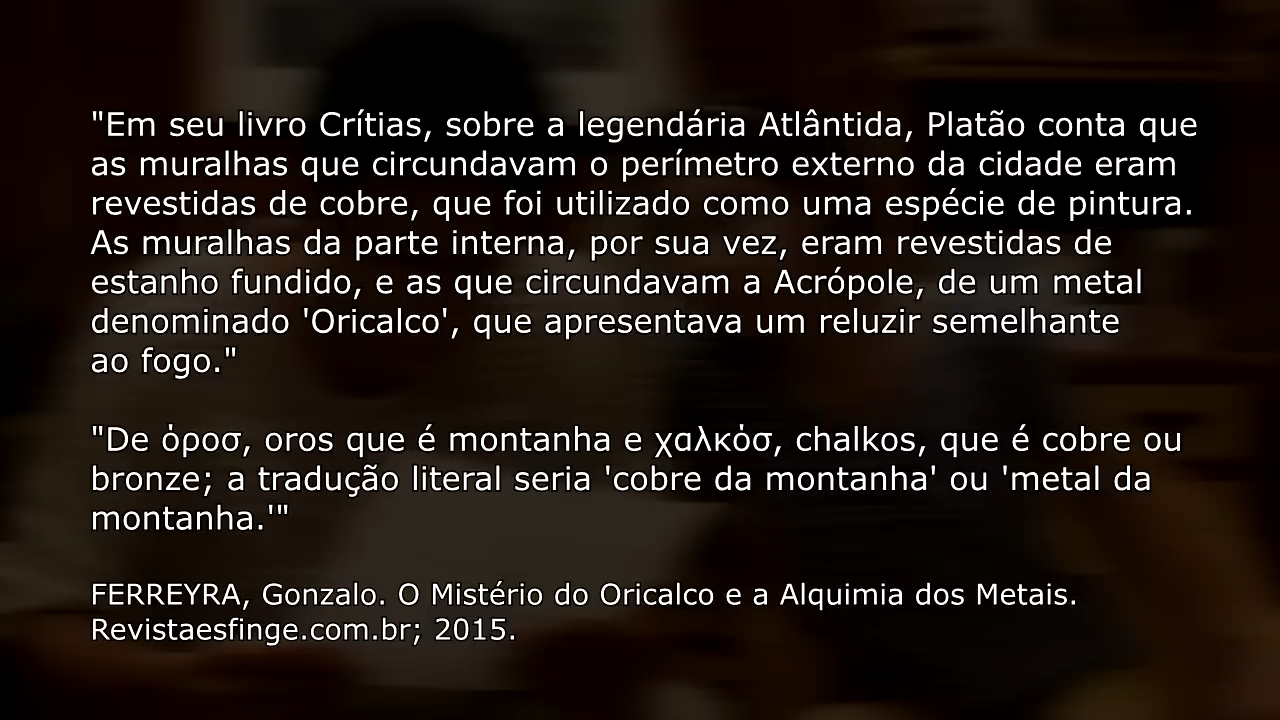 "Em seu livro Crítias, sobre a legendária Atlântida, Platão conta que
as muralhas que circundavam o perímetro externo da cidade eram
revestidas de cobre, que foi utilizado como uma espécie de pintura.
As muralhas da parte interna, por sua vez, eram revestidas de
estanho fundido, e as que circundavam a Acrópole, de um metal
denominado 'Oricalco', que apresentava um reluzir semelhante
ao fogo."
"De ὁροσ, oros que é montanha e χαλκὁσ, chalkos, que é cobre ou
bronze; a tradução literal seria 'cobre da montanha' ou 'metal da
montanha.'"
FERREYRA, Gonzalo. O Mistério do Oricalco e a Alquimia dos Metais.
Revistaesfinge.com.br; 2015.